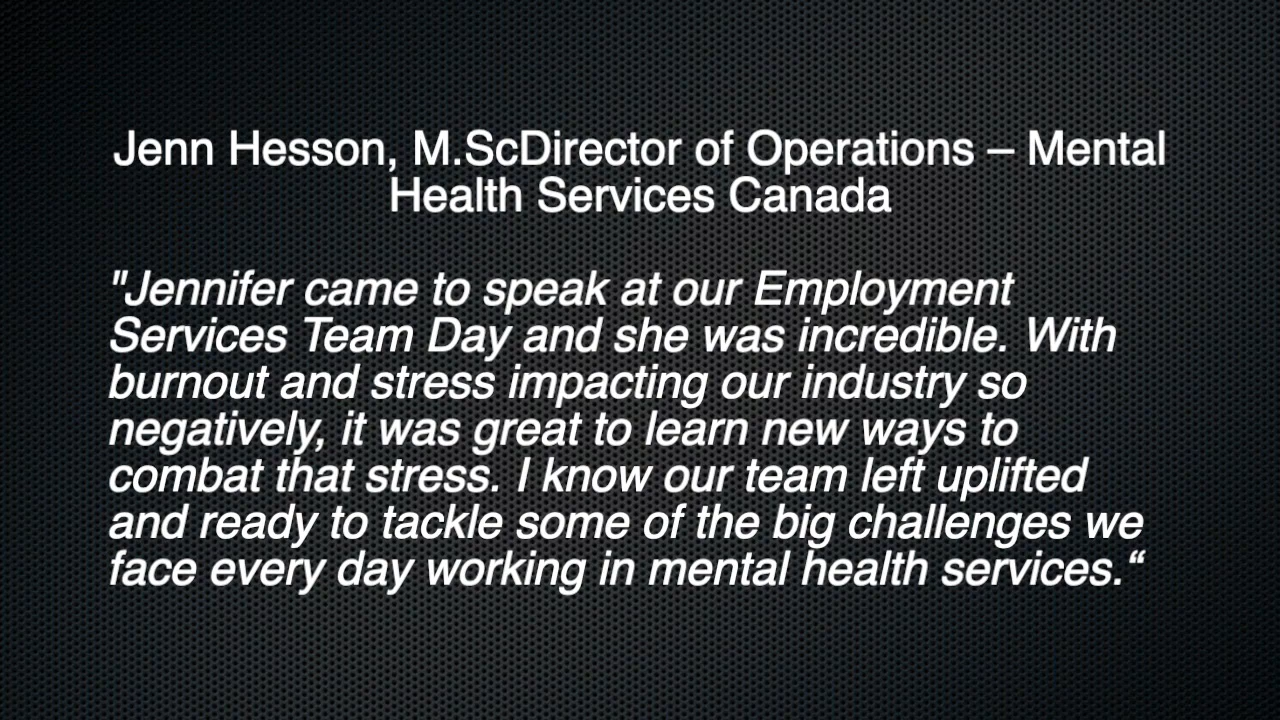 Jenn Hesson, M.ScDirector of Operations – Mental
Health Services Canada
"Jennifer came to speak at our Employment
Services Team Day and she was incredible. With
burnout and stress impacting our industry so
negatively, it was great to learn new ways to
combat that stress. I know our team left uplifted
and ready to tackle some of the big challenges we
face every day working in mental health services.“